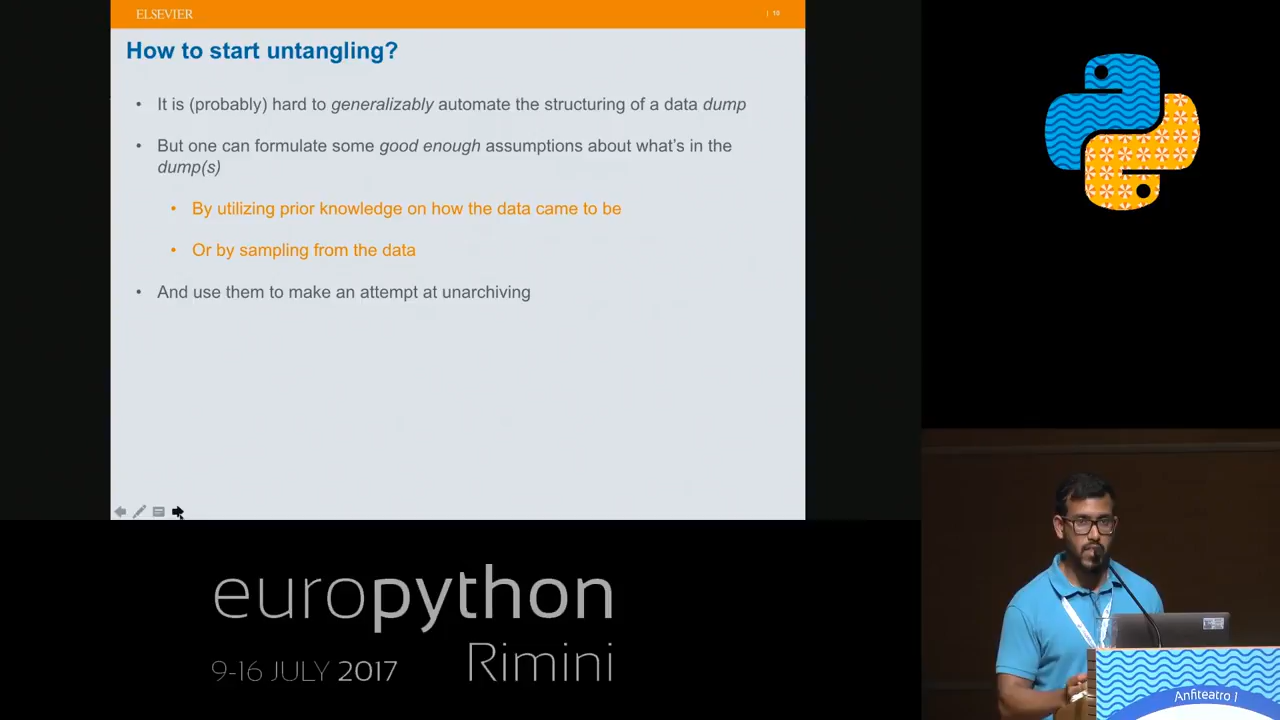 ELSEVIER
| 19
How to start untangling?
• It is (probably) hard to generalizably automate the structuring of a data dump
• But one can formulate some good enough assumptions about what's in the
dump(s)
• By utilizing prior knowledge on how the data came to be
• Or by sampling from the data
• And use them to make an attempt at unarchiving
europython
9-16 JULY 2017 Rimini
Anfiteatro 1